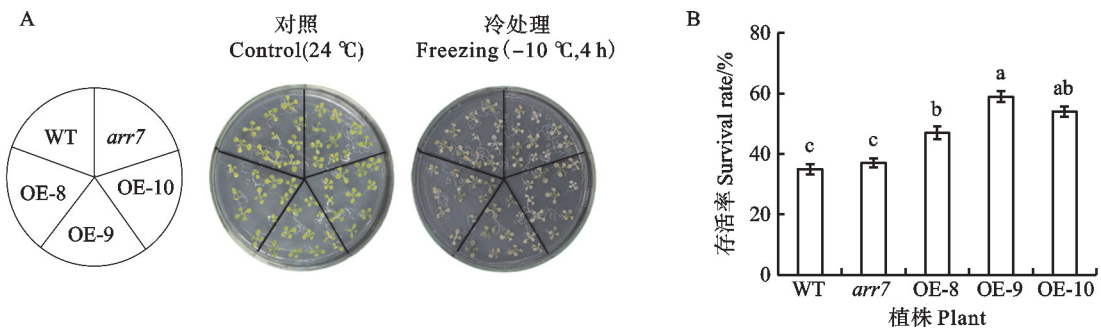 A
对照
Control(24 ℃)
冷处理
Freezing(−10 ℃,4 h)
WT
arr7
OE-8
OE-10
OE-9
B
存活率 Survival rate/%
80
60
40
20
0
c
c
b
a
ab
WT
arr7
OE-8
OE-9
OE-10
植株 Plant